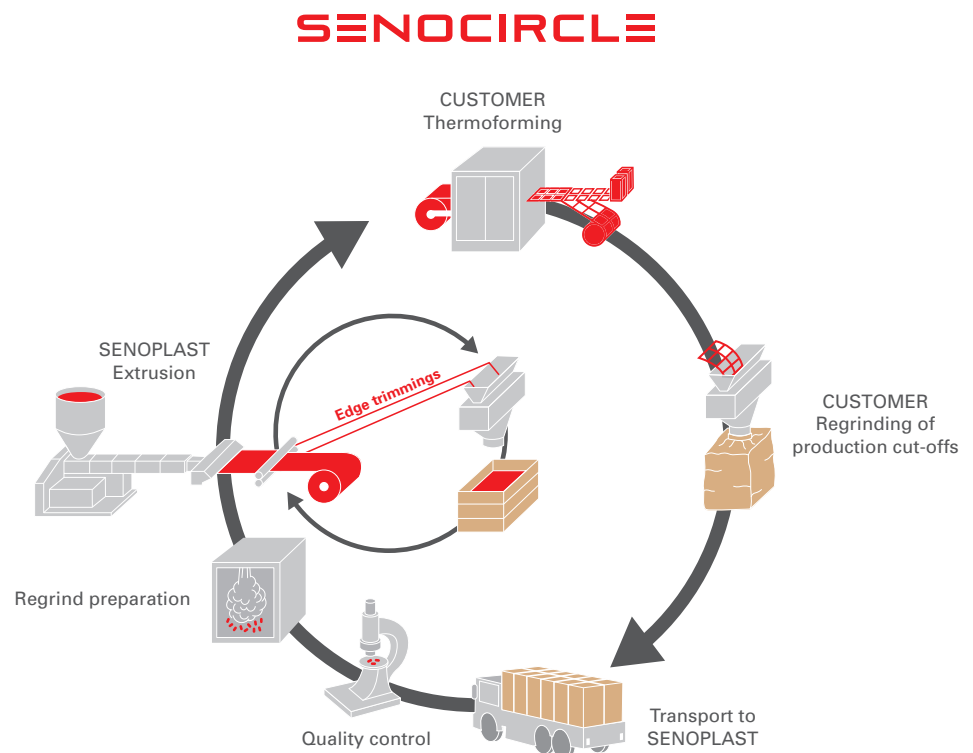 SENOCIRCLE
CUSTOMER
Thermoforming
SENOPLAST
Extrusion
Edge trimmings
CUSTOMER
Regrinding of
production cut-offs
Regrind preparation
Quality control
Transport to
SENOPLAST